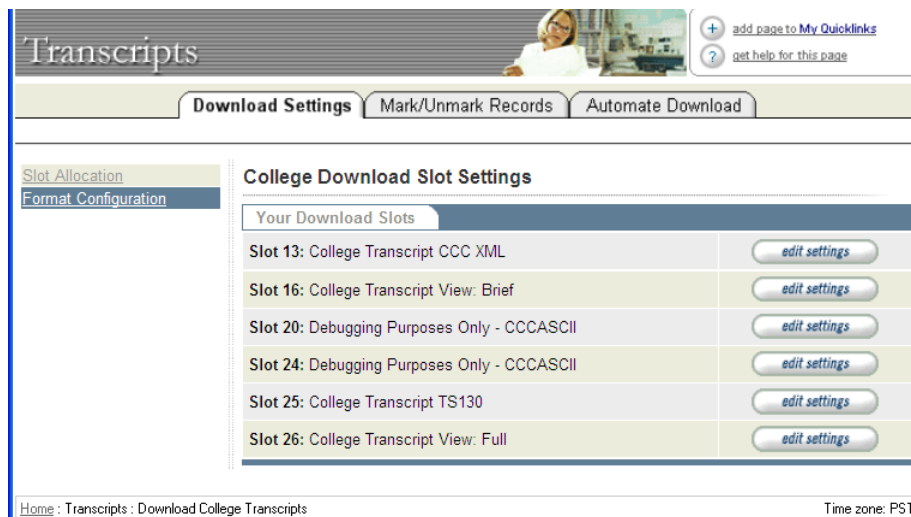 Transcripts
add page to My Quicklinks
get help for this page
Download Settings Mark/Unmark Records Automate Download
Slot Allocation
Format Configuration
College Download Slot Settings
Your Download Slots
Slot 13: College Transcript CCC XML edit settings
Slot 16: College Transcript View: Brief edit settings
Slot 20: Debugging Purposes Only - CCCASCII edit settings
Slot 24: Debugging Purposes Only - CCCASCII edit settings
Slot 25: College Transcript TS130 edit settings
Slot 26: College Transcript View: Full edit settings
Home : Transcripts : Download College Transcripts Time zone: PST